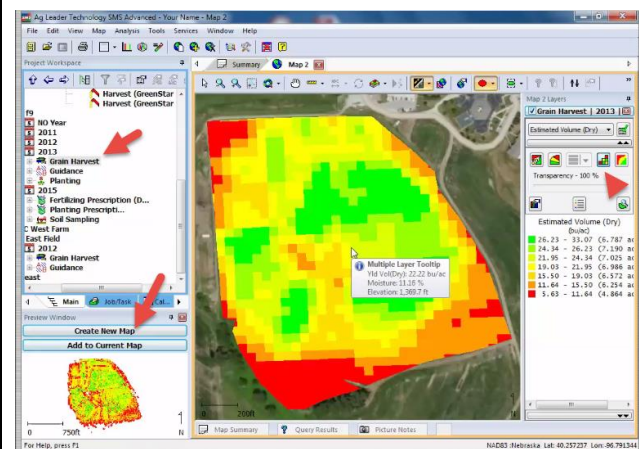 Ag Leader Technology SMS Advanced - Your Name - Map 2
File Edit View Map Analysis Tools Services Window Help
Project Workspace
Summary Map 2
Harvest (GreenStar
Harvest (GreenStar
f9
NO Year
2011
2012
2013
Grain Harvest
Guidance
Planting
2015
Fertilizing Prescription (D...
Planting Prescripti...
Soil Sampling
C West Farm
East Field
2012
Grain Harvest
Guidance
east
Main Job/Task Cat...
Preview Window
Create New Map
Add to Current Map
0 750ft N
Multiple Layer Tooltip
Yld Vol(Dry): 22.22 bu/ac
Moisture: 11.16 %
Elevation: 1,369.7 ft
0 260ft N
Map Summary Query Results Picture Notes
Map 2 Layers
Grain Harvest | 2013 |
Estimated Volume (Dry)
Transparency - 100 %
Estimated Volume (Dry)
(bu/ac)
26.23 - 33.07 (6.787 ac
24.34 - 26.23 (7.190 ac
21.95 - 24.34 (7.025 ac
19.03 - 21.95 (6.986 ac
15.50 - 19.03 (6.572 ac
11.64 - 15.50 (6.254 ac
5.63 - 11.64 (4.864 ac
For Help, press F1
NAD83 :Nebraska Lat: 40.257237 Lon:-96.791344